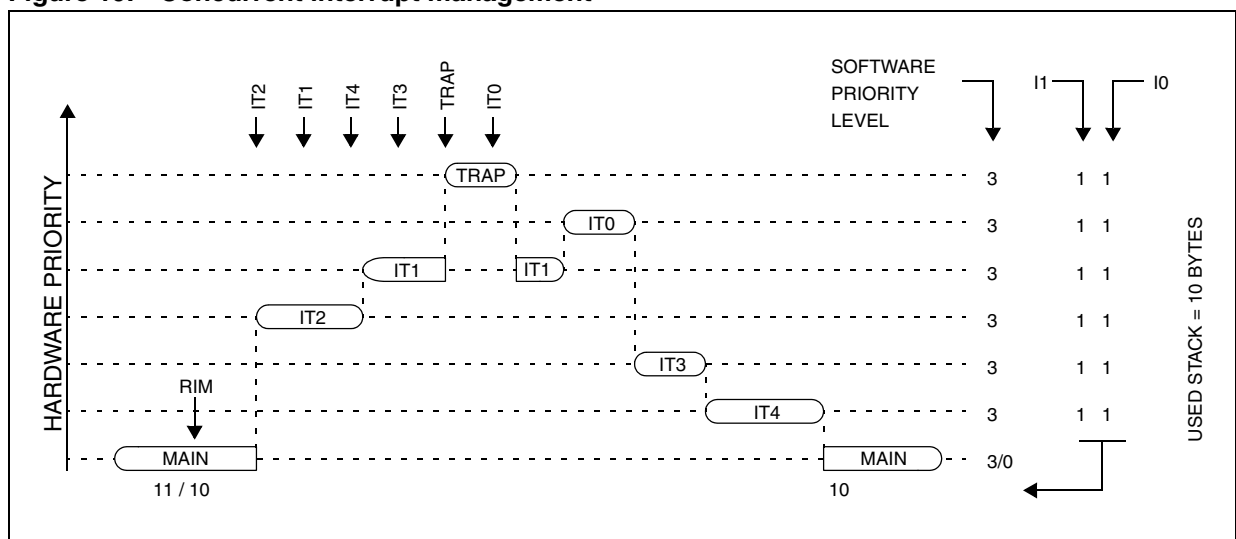 Figure Concurrent interrupt management
SOFTWARE
PRIORITY
LEVEL
I1
I0
IT2
IT1
IT4
IT3
TRAP
IT0
HARDWARE PRIORITY
TRAP
3 1 1
IT0
3 1 1
IT1
IT1
3 1 1
IT2
3 1 1
IT3
3 1 1
RIM
IT4
3 1 1
MAIN
MAIN
3/0
11 / 10
10
USED STACK = 10 BYTES